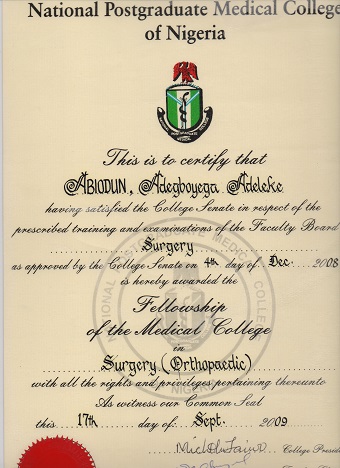 National Postgraduate Medical College
of Nigeria
This is to certify that
ABIODUN, Adegboyega Adeleke
having satisfied the College Senate in respect of the
prescribed training and examinations of the Faculty Board
Surgery
as approved by the College Senate on 4th day of Dec. 2008
is hereby awarded the
Fellowship
of the Medical College
in
Surgery (Orthopaedic)
with all the rights and privileges pertaining thereunto
As witness our Common Seal
this 17th day of: Sept. 2009
College Presid